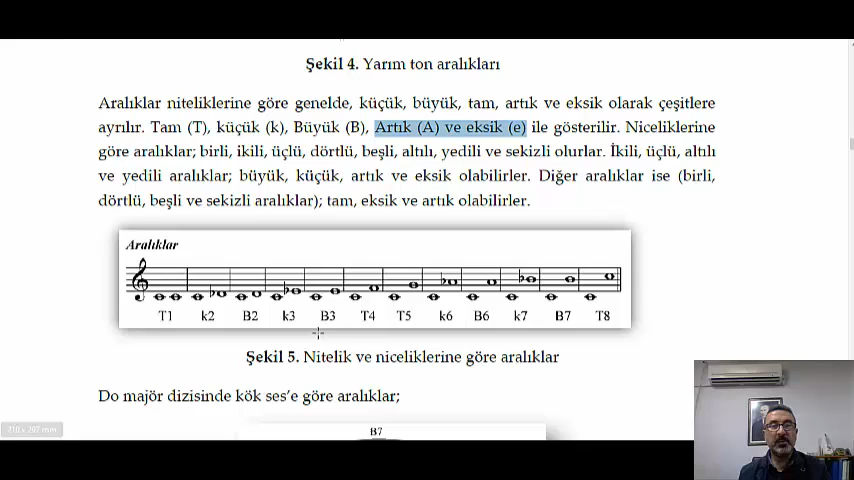 Şekil 4. Yarım ton aralıkları
Aralıklar niteliklerine göre genelde, küçük, büyük, tam, artık ve eksik olarak çeşitlere
ayrılır. Tam (T), küçük (k), Büyük (B), Artık (A) ve eksik (e) ile gösterilir. Niceliklerine
göre aralıklar; birli, ikili, üçlü, dörtlü, beşli, altılı, yedili ve sekizli olurlar. İkili, üçlü, altılı
ve yedili aralıklar; büyük, küçük, artık ve eksik olabilirler. Diğer aralıklar ise (birli,
dörtlü, beşli ve sekizli aralıklar); tam, eksik ve artık olabilirler.
Aralıklar
T1 k2 B2 k3 B3 T4 T5 k6 B6 k7 B7 T8
Şekil 5. Nitelik ve niceliklerine göre aralıklar
Do majör dizisinde kök ses'e göre aralıklar;
210 x 297 mm
B7